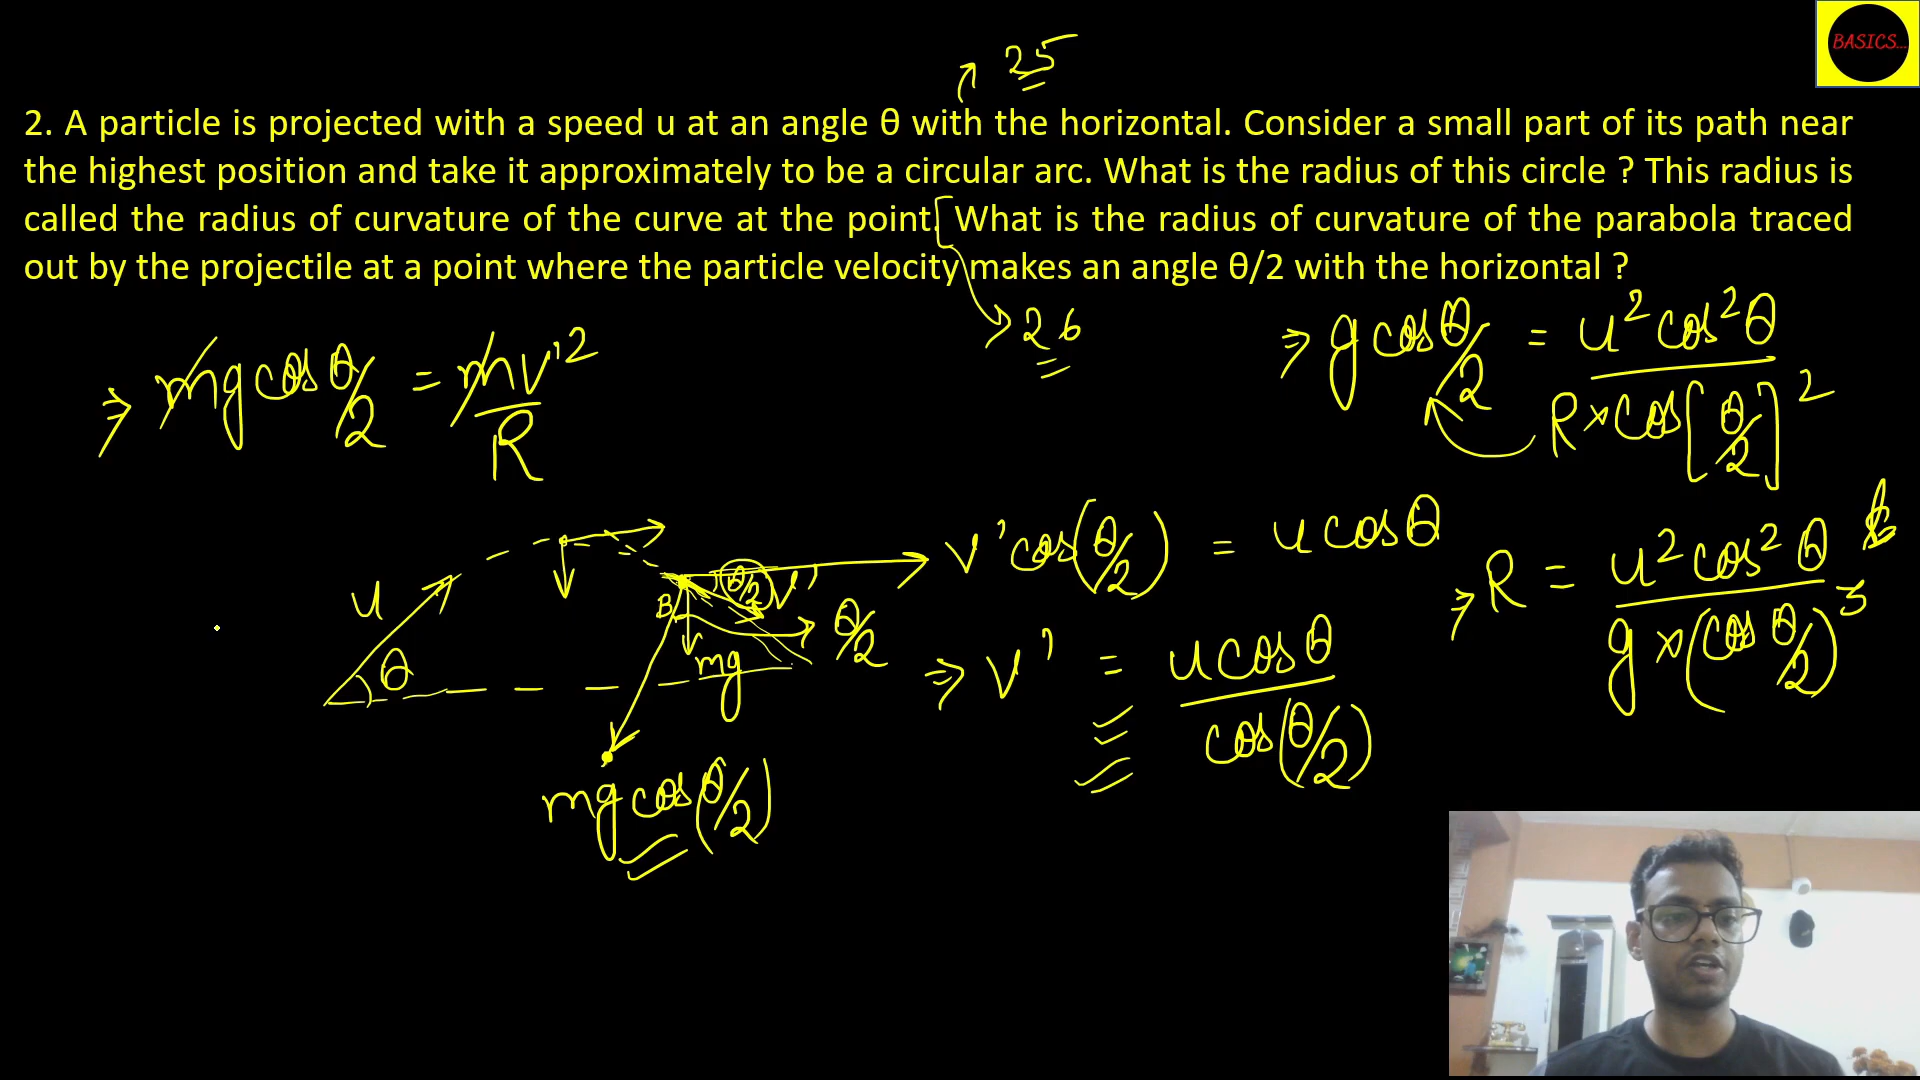 BASICS...
25
2. A particle is projected with a speed u at an angle θ with the horizontal. Consider a small part of its path near
the highest position and take it approximately to be a circular arc. What is the radius of this circle ? This radius is
called the radius of curvature of the curve at the point. What is the radius of curvature of the parabola traced
out by the projectile at a point where the particle velocity makes an angle θ/2 with the horizontal ?
26
⇒ mg cos θ/2 = mv'²/R
⇒ g cos θ/2 = u² cos² θ / R × cos[θ/2]²
v' cos(θ/2) = u cos θ
⇒ R = u² cos² θ / g × (cos θ/2)³
u
θ
B
θ/2
v'
θ/2
mg
⇒ v' = u cos θ / cos(θ/2)
mg cos(θ/2)